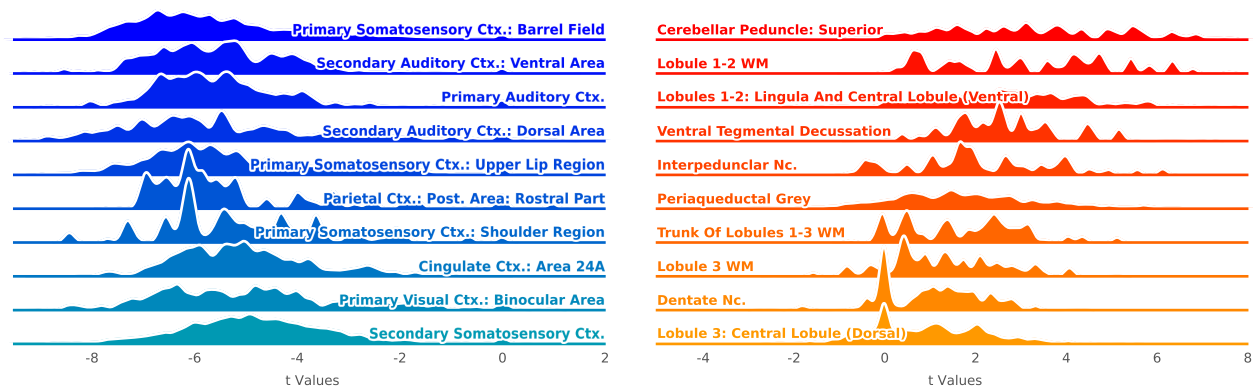 Primary Somatosensory Ctx.: Barrel Field
Secondary Auditory Ctx.: Ventral Area
Primary Auditory Ctx.
Secondary Auditory Ctx.: Dorsal Area
Primary Somatosensory Ctx.: Upper Lip Region
Parietal Ctx.: Post. Area: Rostral Part
Primary Somatosensory Ctx.: Shoulder Region
Cingulate Ctx.: Area 24A
Primary Visual Ctx.: Binocular Area
Secondary Somatosensory Ctx.
-8 -6 -4 -2 0 2
t Values
Cerebellar Peduncle: Superior
Lobule 1-2 WM
Lobules 1-2: Lingula And Central Lobule (Ventral)
Ventral Tegmental Decussation
Interpeduncular Nc.
Periaqueductal Grey
Trunk Of Lobules 1-3 WM
Lobule 3 WM
Dentate Nc.
Lobule 3: Central Lobule (Dorsal)
-4 -2 0 2 4 6 8
t Values